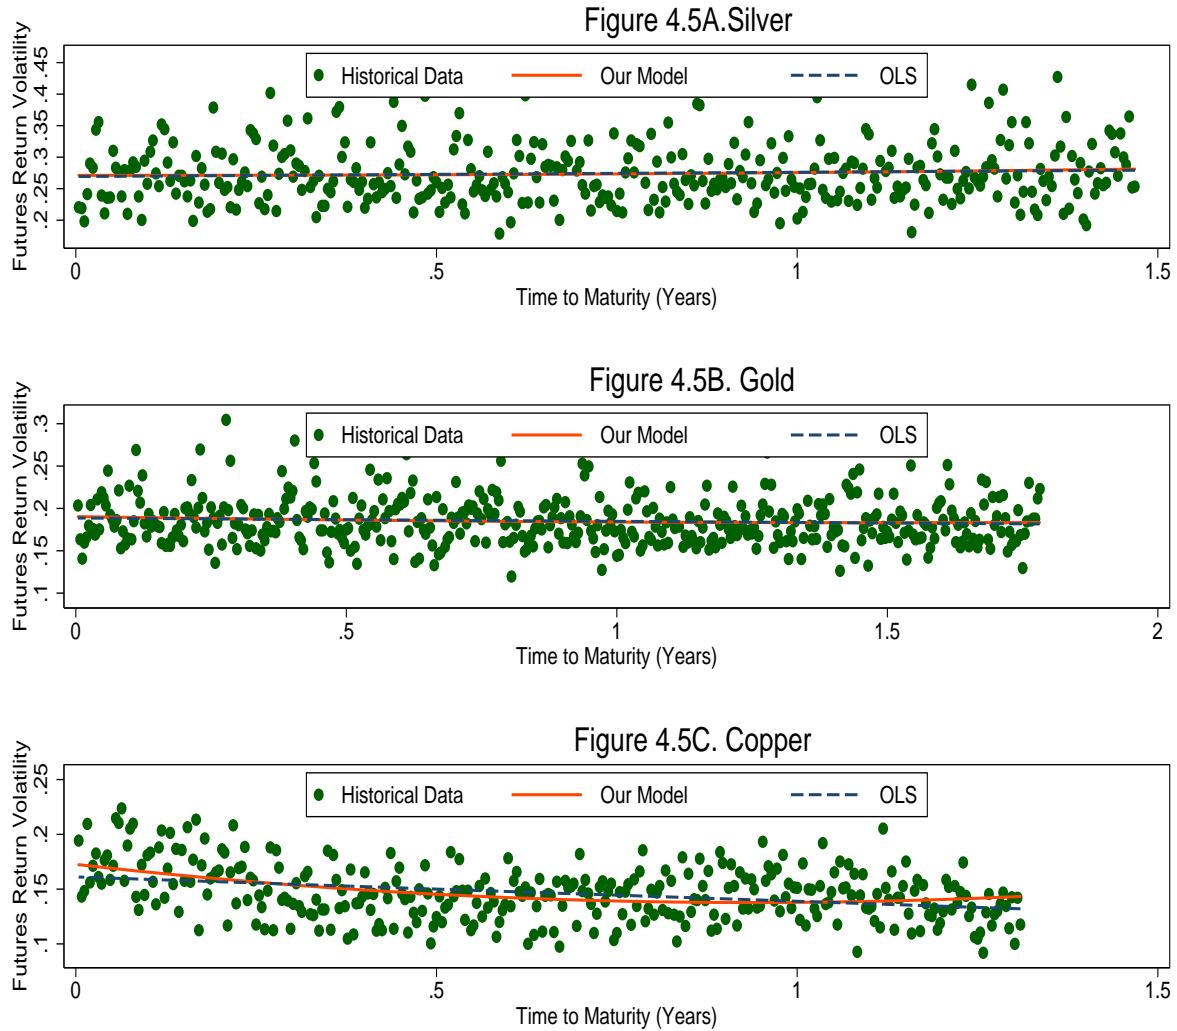 Figure 4.5A.Silver
Futures Return Volatility
.45
.4
.35
.3
.25
.2
Historical Data Our Model OLS
0 .5 1 1.5
Time to Maturity (Years)
Figure 4.5B. Gold
Futures Return Volatility
.3
.25
.2
.15
.1
Historical Data Our Model OLS
0 .5 1 1.5 2
Time to Maturity (Years)
Figure 4.5C. Copper
Futures Return Volatility
.25
.2
.15
.1
Historical Data Our Model OLS
0 .5 1 1.5
Time to Maturity (Years)